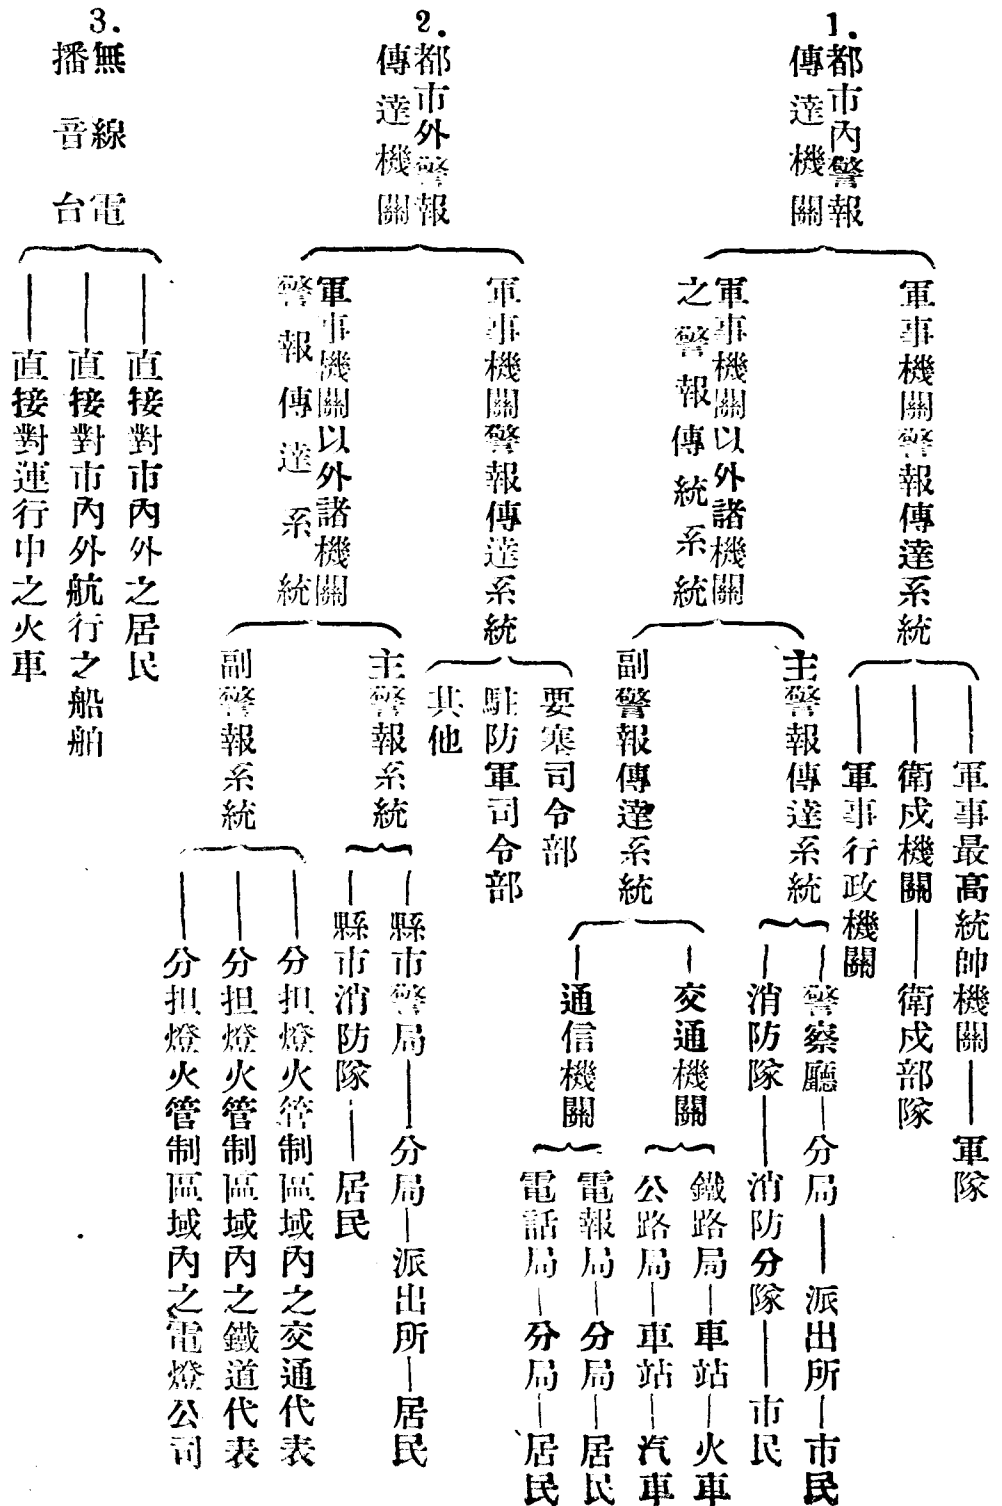 1.
都市內警報
傳達機關
軍事機關警報傳達系統
軍事最高統帥機關——軍隊
衛戍機關——衛戍部隊
軍事行政機關
軍事機關以外諸機關
之警報傳統系統
主警報傳達系統
警察廳—分局——派出所—市民
消防隊——消防分隊——市民
副警報傳達系統
交通機關
鐵路局—車站—火車
公路局—車站—汽車
通信機關
電報局—分局—居民
電話局—分局—居民
2.
都市外警報
傳達機關
軍事機關警報傳達系統
要塞司令部
駐防軍司令部
其他
軍事機關以外諸機關
警報傳達系統
主警報系統
縣市警局——分局—派出所—居民
縣市消防隊——居民
副警報系統
分担燈火管制區域內之交通代表
分担燈火管制區域內之鐵道代表
分担燈火管制區域內之電燈公司
3.
無線電
播音台
直接對市內外之居民
直接對市內外航行之船舶
直接對運行中之火車